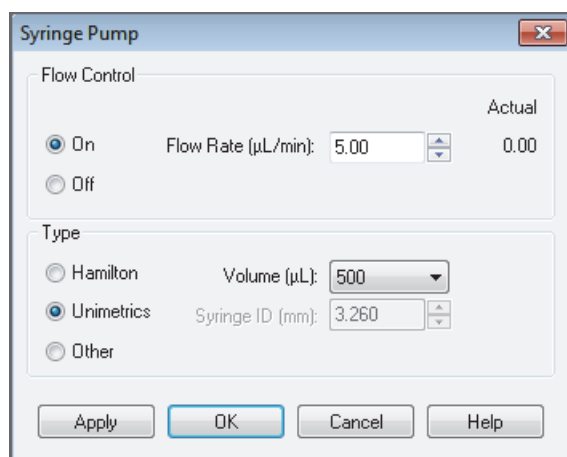 Syringe Pump
Flow Control
Actual
On Flow Rate (µL/min): 5.00 0.00
Off
Type
Hamilton Volume (µL): 500
Unimetrics Syringe ID (mm): 3.260
Other
Apply OK Cancel Help